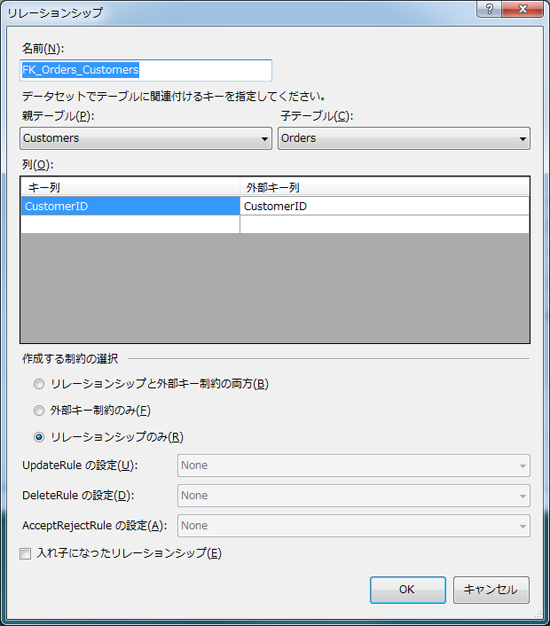 リレーションシップ
名前(N):
FK_Orders_Customers
データセットでテーブルに関連付けるキーを指定してください。
親テーブル(P): 子テーブル(C):
Customers Orders
列(O):
キー列 外部キー列
CustomerID CustomerID
作成する制約の選択
リレーションシップと外部キー制約の両方(B)
外部キー制約のみ(F)
リレーションシップのみ(R)
UpdateRule の設定(U): None
DeleteRule の設定(D): None
AcceptRejectRule の設定(A): None
入れ子になったリレーションシップ(E)
OK キャンセル